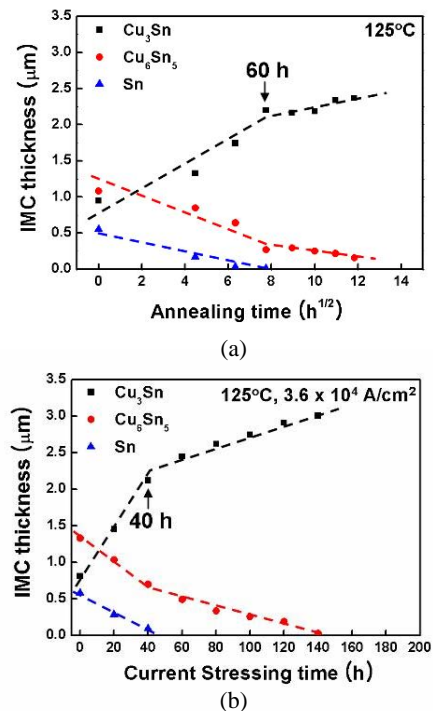 3.5
Cu₃Sn
125°C
3.0
Cu₆Sn₅
Sn
60 h
2.5
2.0
1.5
1.0
0.5
0.0
IMC thickness (μm)
0 2 4 6 8 10 12 14
Annealing time (h^1/2)
(a)
3.5
Cu₃Sn
125°C, 3.6 x 10⁴ A/cm²
3.0
Cu₆Sn₅
Sn
2.5
2.0
40 h
1.5
1.0
0.5
0.0
IMC thickness (μm)
0 20 40 60 80 100 120 140 160 180 200
Current Stressing time (h)
(b)